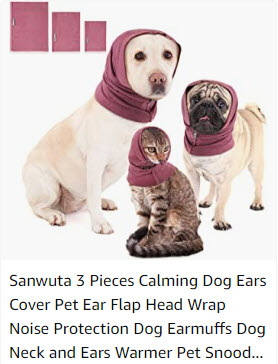 Sanwuta 3 Pieces Calming Dog Ears
Cover Pet Ear Flap Head Wrap
Noise Protection Dog Earmuffs Dog
Neck and Ears Warmer Pet Snood...